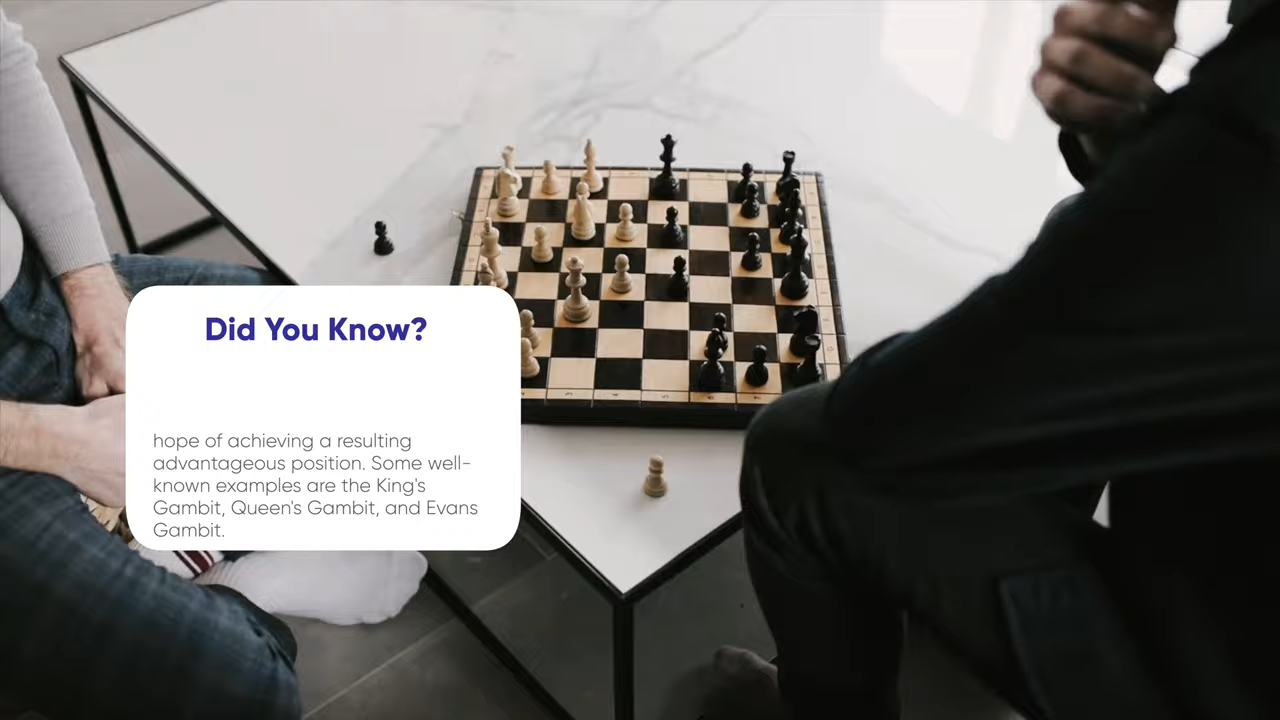 Did You Know?
hope of achieving a resulting
advantageous position. Some well-
known examples are the King's
Gambit, Queen's Gambit, and Evans
Gambit.